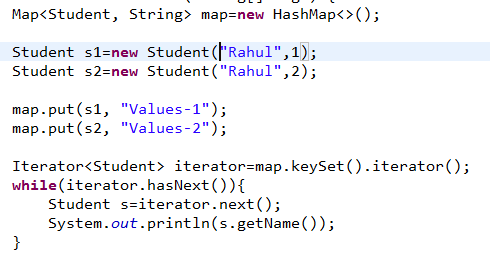 Map<Student, String> map=new HashMap<>();
Student s1=new Student("Rahul",1);
Student s2=new Student("Rahul",2);
map.put(s1, "Values-1");
map.put(s2, "Values-2");
Iterator<Student> iterator=map.keySet().iterator();
while(iterator.hasNext()){
Student s=iterator.next();
System.out.println(s.getName());
}